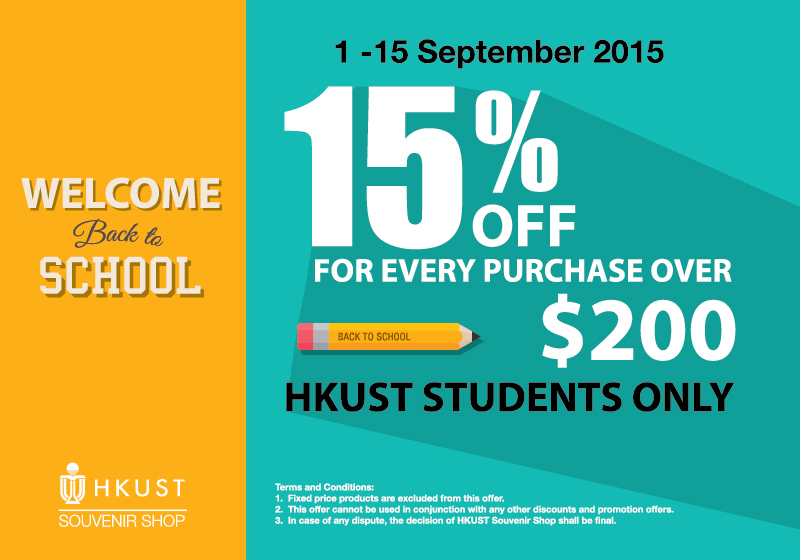 WELCOME
Back to
SCHOOL
HKUST
SOUVENIR SHOP
1 -15 September 2015
15%
OFF
FOR EVERY PURCHASE OVER
$200
BACK TO SCHOOL
HKUST STUDENTS ONLY
Terms and Conditions:
1. Fixed price products are excluded from this offer.
2. This offer cannot be used in conjunction with any other discounts and promotion offers.
3. In case of any dispute, the decision of HKUST Souvenir Shop shall be final.